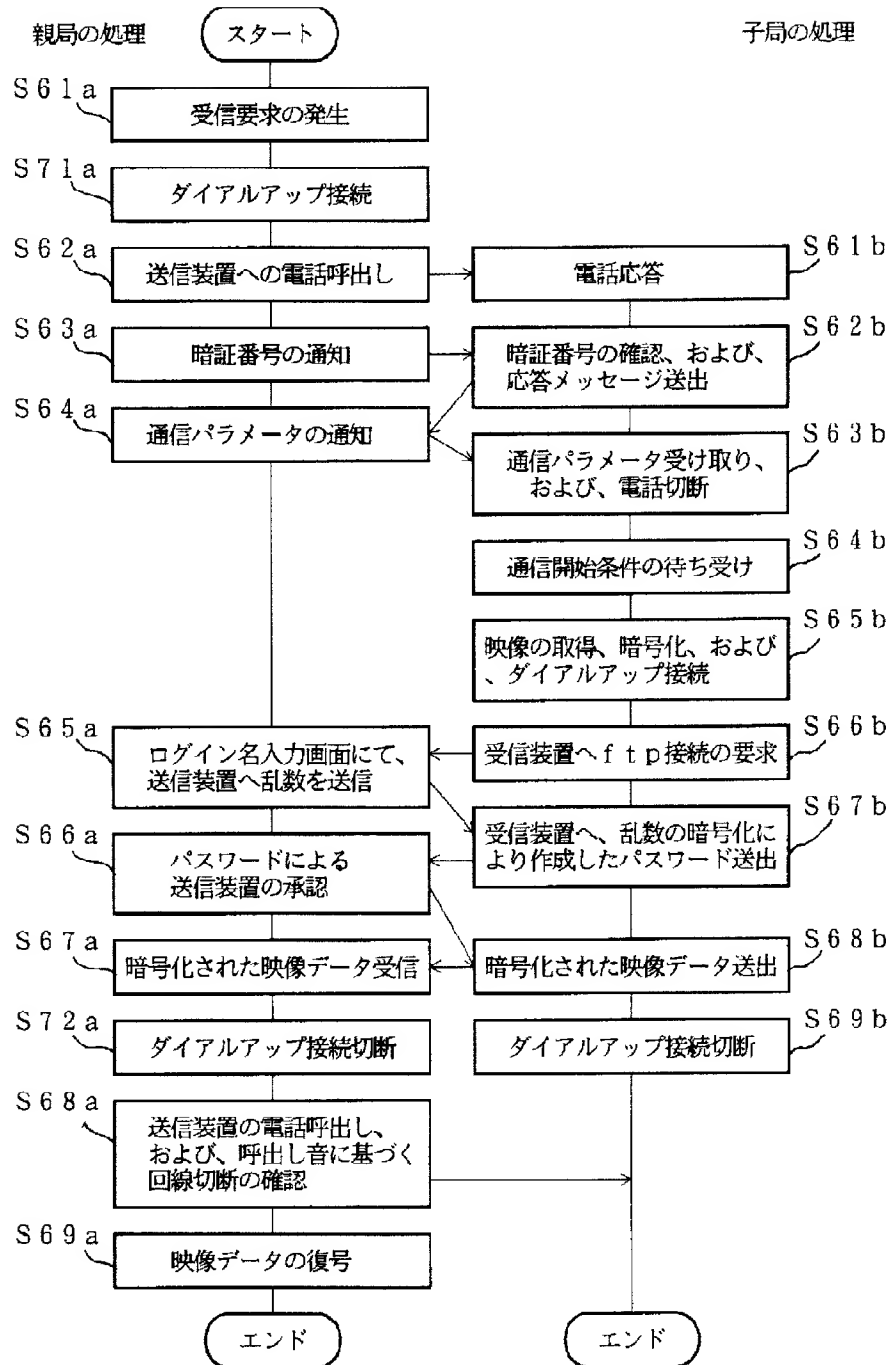 親局の処理
スタート
子局の処理
S61a
受信要求の発生
S71a
ダイアルアップ接続
S62a
送信装置への電話呼出し
S61b
電話応答
S63a
暗証番号の通知
S62b
暗証番号の確認、および、
応答メッセージ送出
S64a
通信パラメータの通知
S63b
通信パラメータ受け取り、
および、電話切断
S64b
通信開始条件の待ち受け
S65b
映像の取得、暗号化、および
、ダイアルアップ接続
S65a
ログイン名入力画面にて、
送信装置へ乱数を送信
S66b
受信装置へftp接続の要求
S67b
受信装置へ、乱数の暗号化に
より作成したパスワード送出
S66a
パスワードによる
送信装置の承認
S67a
暗号化された映像データ受信
S68b
暗号化された映像データ送出
S72a
ダイアルアップ接続切断
S69b
ダイアルアップ接続切断
S68a
送信装置の電話呼出し、
および、呼出し音に基づく
回線切断の確認
S69a
映像データの復号
エンド
エンド